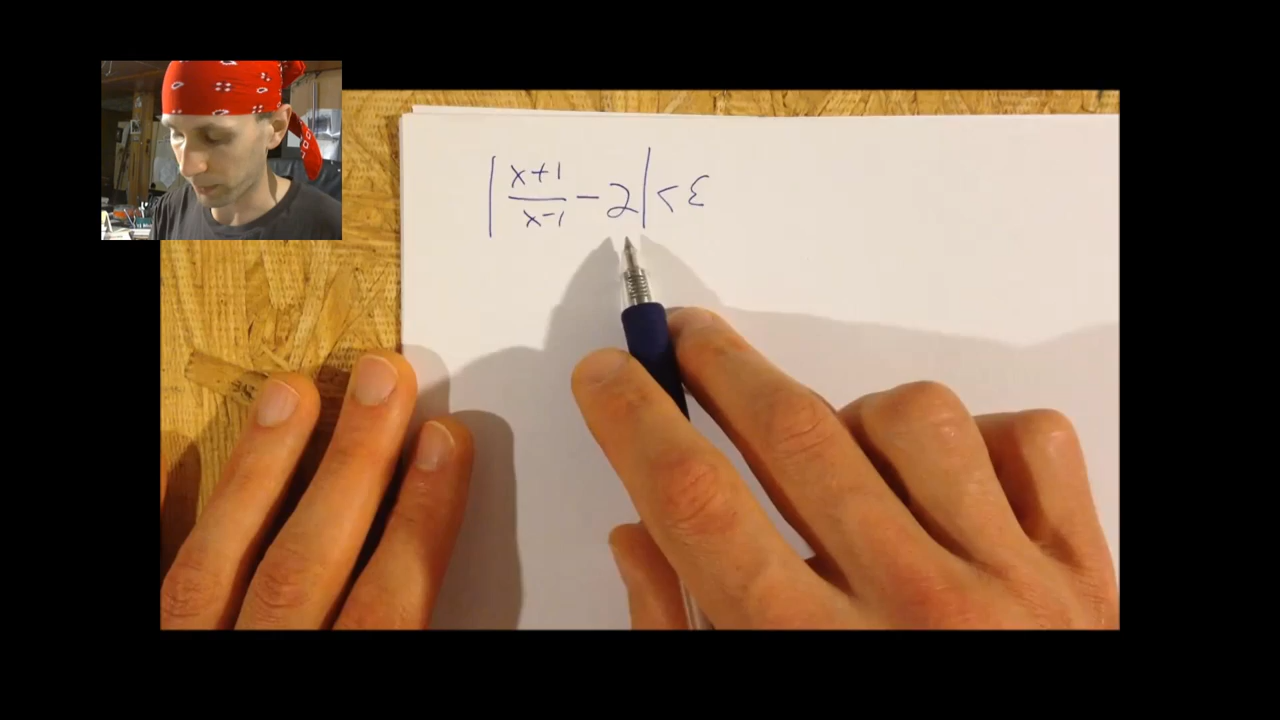 |x+1/x-1 - 2| < ε